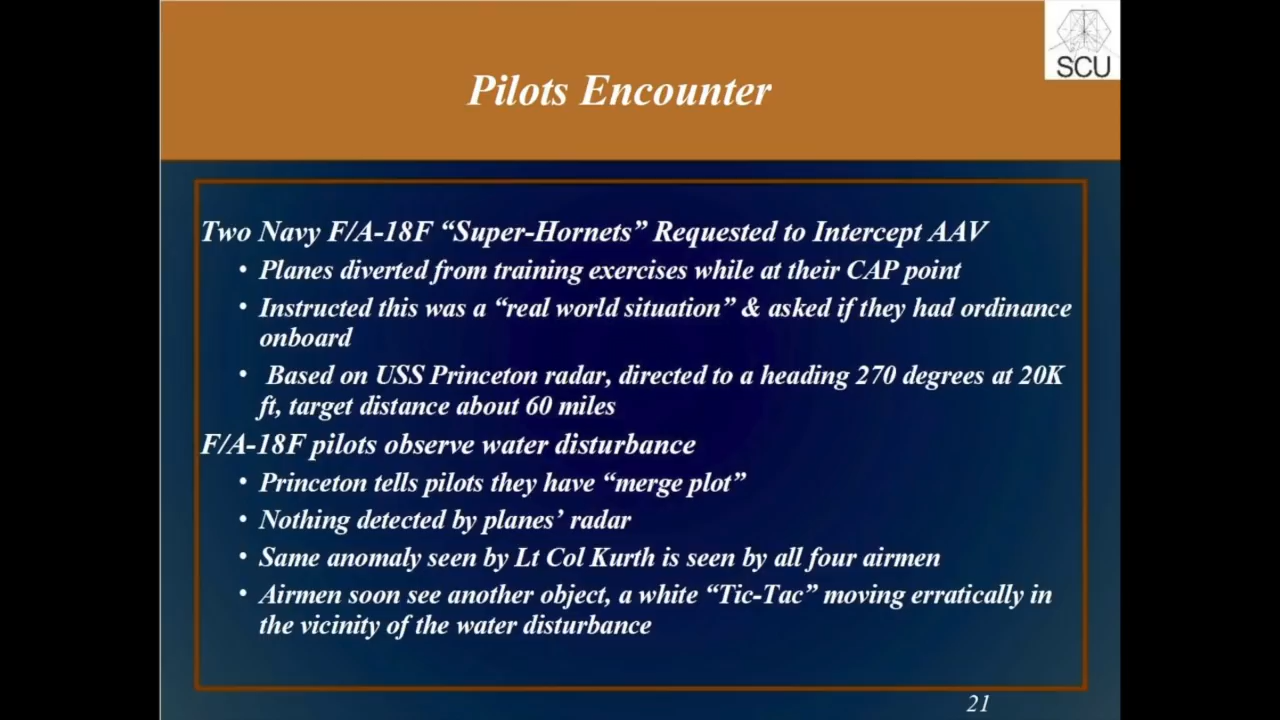 SCU
Pilots Encounter
Two Navy F/A-18F “Super-Hornets” Requested to Intercept AAV
• Planes diverted from training exercises while at their CAP point
• Instructed this was a “real world situation” & asked if they had ordinance
onboard
• Based on USS Princeton radar, directed to a heading 270 degrees at 20K
ft, target distance about 60 miles
F/A-18F pilots observe water disturbance
• Princeton tells pilots they have “merge plot”
• Nothing detected by planes’ radar
• Same anomaly seen by Lt Col Kurth is seen by all four airmen
• Airmen soon see another object, a white “Tic-Tac” moving erratically in
the vicinity of the water disturbance
21